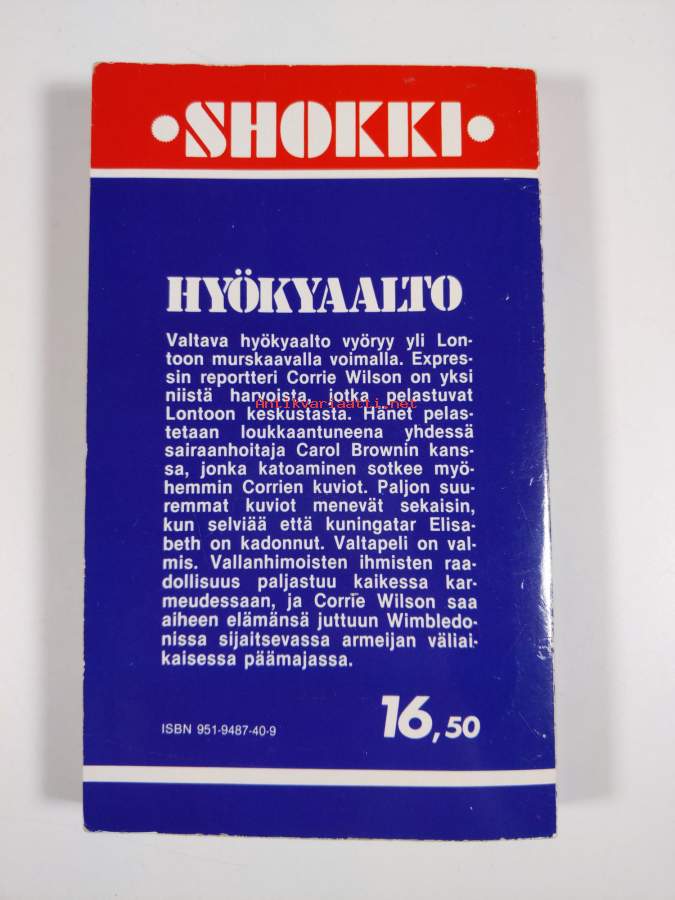 SHOKKI
HYÖKYAALTO
Valtava hyökyaalto vyöryy yli Lon-
toon murskaavalla voimalla. Expres-
sin reportteri Corrie Wilson on yksi
niistä harvoista, jotka pelastuvat
Antikvariaatti.net
Lontoon keskustasta. Hänet pelas-
tetaan loukkaantuneena yhdessä
sairaanhoitaja Carol Brownin kans-
sa, jonka katoaminen sotkee myö-
hemmin Corrien kuviot. Paljon suu-
remmat kuviot menevät sekaisin,
kun selviää että kuningatar Elisa-
beth on kadonnut. Valtapeli on val-
mis. Vallanhimoisten ihmisten raa-
dollisuus paljastuu kaikessa kar-
meudessaan, ja Corrie Wilson saa
aiheen elämänsä juttuun Wimbledo-
nissa sijaitsevassa armeijan väliai-
kaisessa päämajassa.
ISBN 951-9487-40-9
16,50